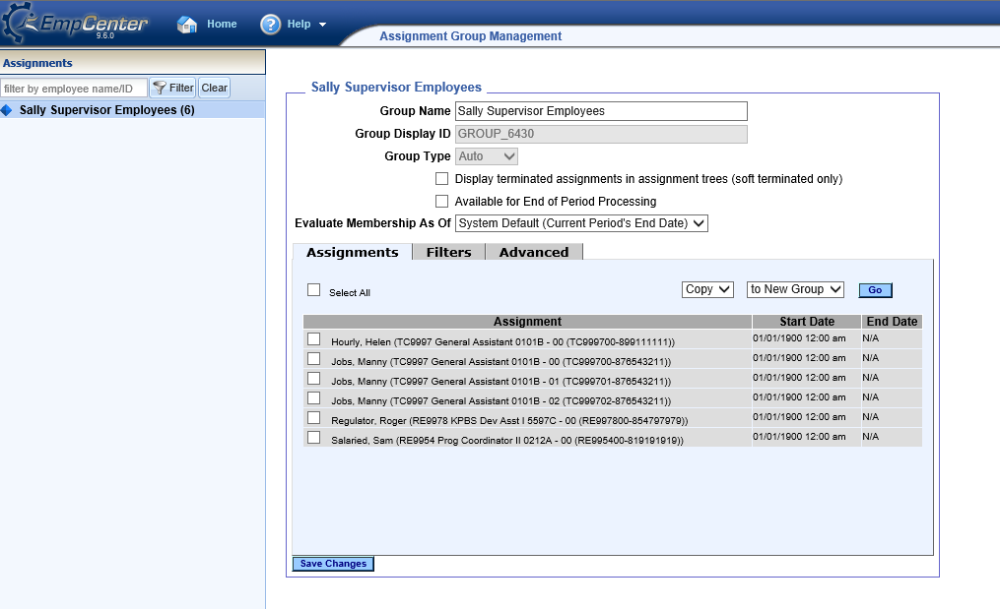 EmpCenter
9.6.0
Home
Help
Assignment Group Management
Assignments
filter by employee name/ID
Filter
Clear
Sally Supervisor Employees (6)
Sally Supervisor Employees
Group Name Sally Supervisor Employees
Group Display ID GROUP_6430
Group Type Auto
Display terminated assignments in assignment trees (soft terminated only)
Available for End of Period Processing
Evaluate Membership As Of System Default (Current Period's End Date)
Assignments Filters Advanced
Select All Copy to New Group Go
Assignment Start Date End Date
Hourly, Helen (TC9997 General Assistant 0101B - 00 (TC999700-899111111)) 01/01/1900 12:00 am N/A
Jobs, Manny (TC9997 General Assistant 0101B - 00 (TC999700-876543211)) 01/01/1900 12:00 am N/A
Jobs, Manny (TC9997 General Assistant 0101B - 01 (TC999701-876543211)) 01/01/1900 12:00 am N/A
Jobs, Manny (TC9997 General Assistant 0101B - 02 (TC999702-876543211)) 01/01/1900 12:00 am N/A
Regulator, Roger (RE9978 KPBS Dev Asst I 5597C - 00 (RE997800-854797979)) 01/01/1900 12:00 am N/A
Salaried, Sam (RE9954 Prog Coordinator II 0212A - 00 (RE995400-819191919)) 01/01/1900 12:00 am N/A
Save Changes